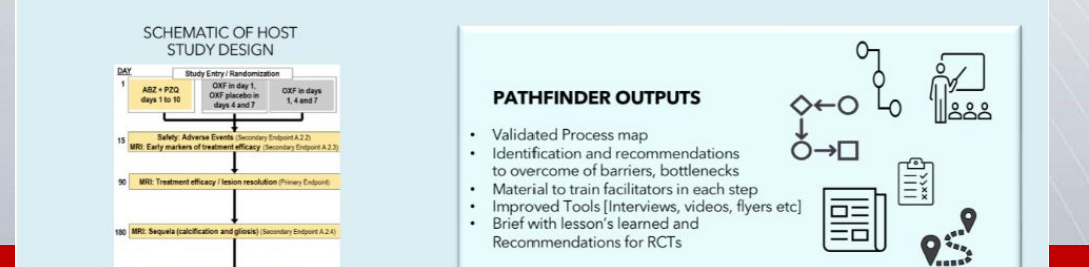 SCHEMATIC OF HOST
STUDY DESIGN
DAY
Study Entry / Randomization
1
ABZ + PZQ
days 1 to 10
OXF in day 1,
OXF placebo in
days 4 and 7
OXF in days
1, 4 and 7
15
Safety: Adverse Events (Secondary Endpoint A.2.2)
MRI: Early markers of treatment efficacy (Secondary Endpoint A.2.3)
90
MRI: Treatment efficacy / lesion resolution (Primary Endpoint)
180
MRI: Sequela (calcification and gliosis) (Secondary Endpoint A.2.4)
PATHFINDER OUTPUTS
• Validated Process map
• Identification and recommendations
to overcome of barriers, bottlenecks
• Material to train facilitators in each step
• Improved Tools [Interviews, videos, flyers etc]
• Brief with lesson's learned and
Recommendations for RCTs